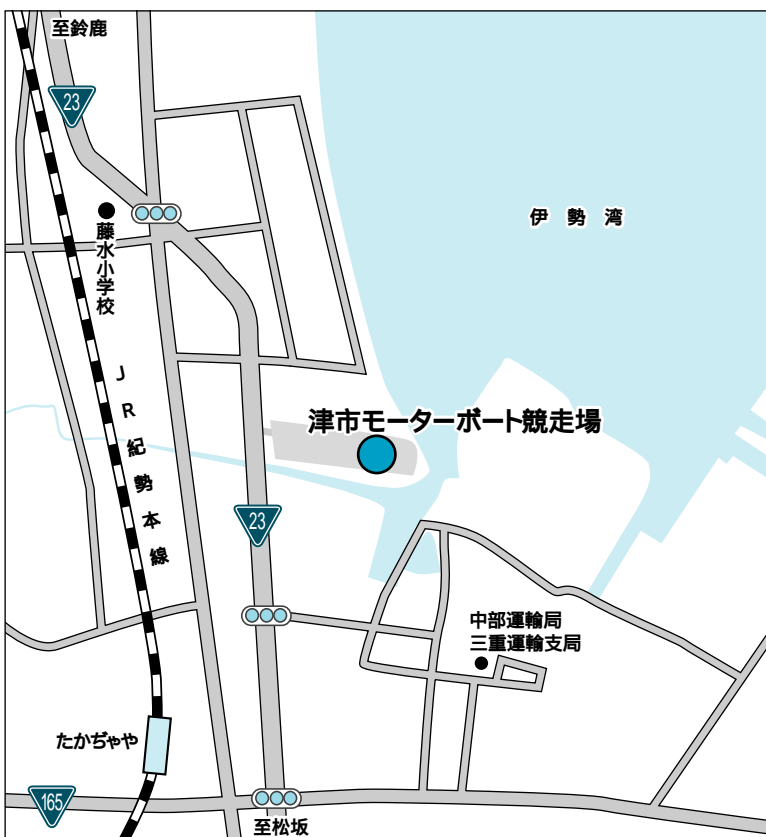 至鈴鹿
23
伊勢湾
藤水小学校
JR紀勢本線
津市モーターボート競走場
23
中部運輸局
三重運輸支局
たかぢゃや
165
至松坂